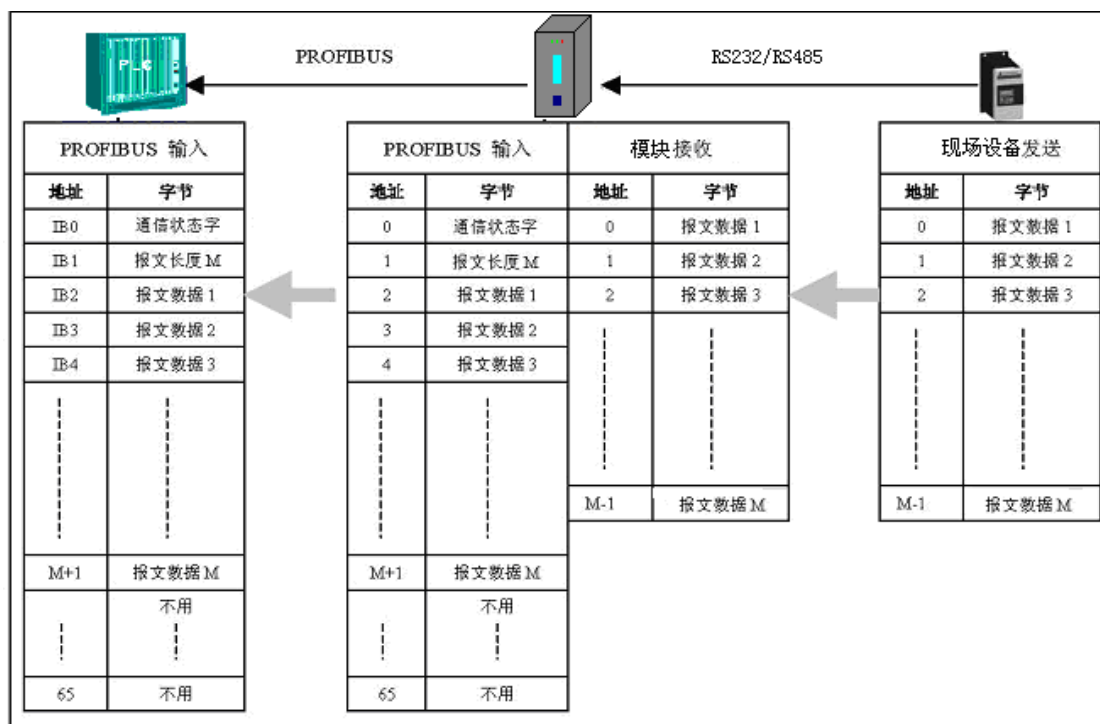 PLC
PROFIBUS
RS232/RS485
PROFIBUS 输入
地址 字节
IB0 通信状态字
IB1 报文长度 M
IB2 报文数据 1
IB3 报文数据 2
IB4 报文数据 3
M+1 报文数据 M
不用
65 不用
PROFIBUS 输入
地址 字节
0 通信状态字
1 报文长度 M
2 报文数据 1
3 报文数据 2
4 报文数据 3
M+1 报文数据 M
不用
65 不用
模块接收
地址 字节
0 报文数据 1
1 报文数据 2
2 报文数据 3
M-1 报文数据 M
现场设备发送
地址 字节
0 报文数据 1
1 报文数据 2
2 报文数据 3
M-1 报文数据 M